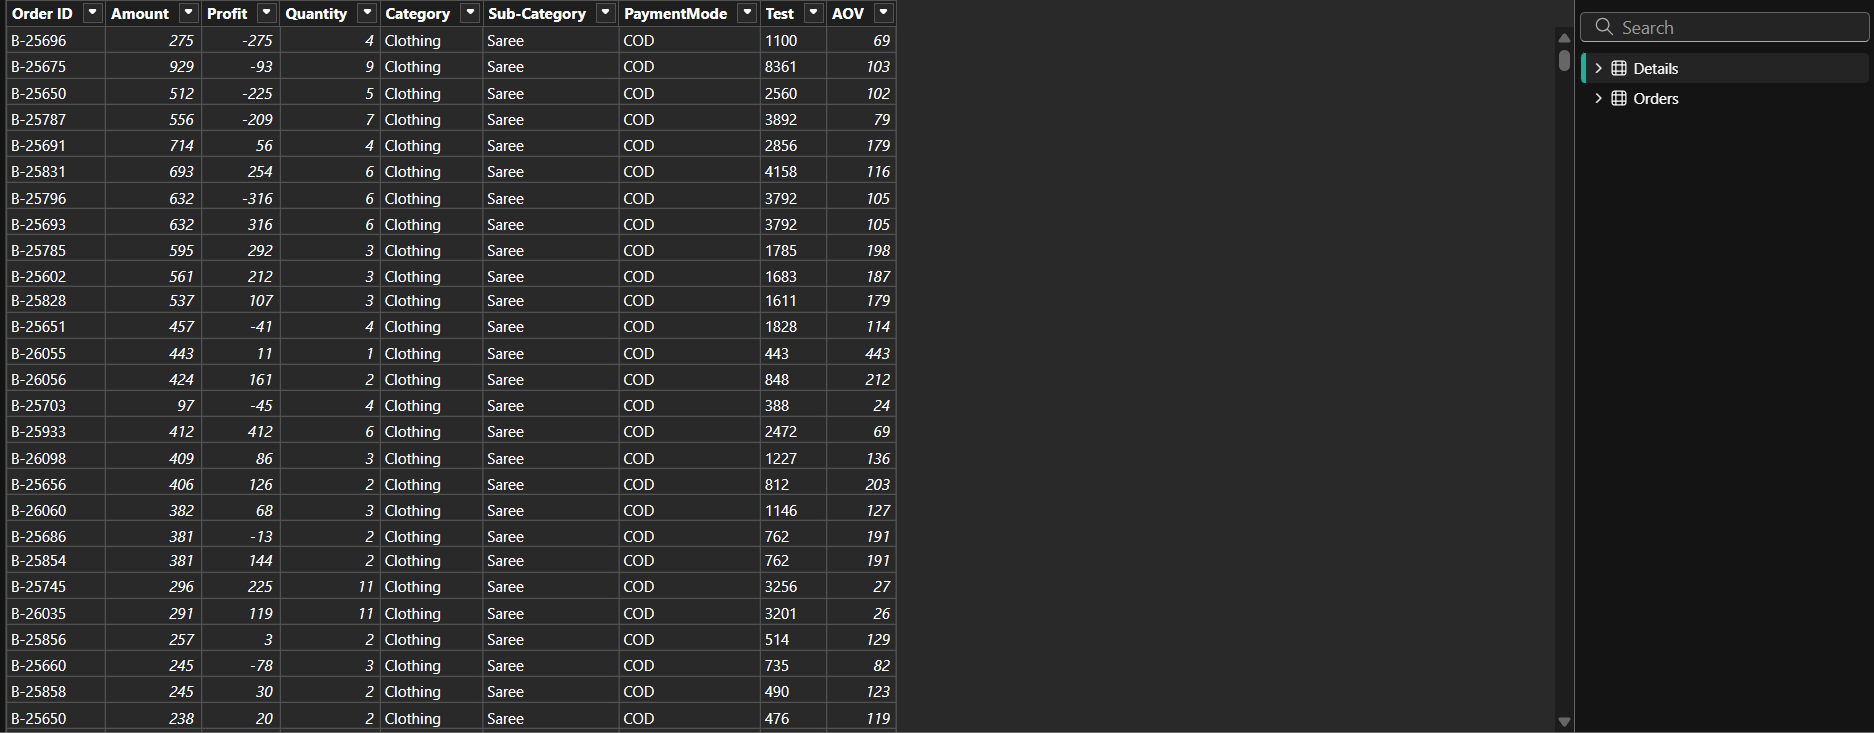 Order ID Amount Profit Quantity Category Sub-Category PaymentMode Test AOV
B-25696 275 -275 4 Clothing Saree COD 1100 69
B-25675 929 -93 9 Clothing Saree COD 8361 103
B-25650 512 -225 5 Clothing Saree COD 2560 102
B-25787 556 -209 7 Clothing Saree COD 3892 79
B-25691 714 56 4 Clothing Saree COD 2856 179
B-25831 693 254 6 Clothing Saree COD 4158 116
B-25796 632 -316 6 Clothing Saree COD 3792 105
B-25693 632 316 6 Clothing Saree COD 3792 105
B-25785 595 292 3 Clothing Saree COD 1785 198
B-25602 561 212 3 Clothing Saree COD 1683 187
B-25828 537 107 3 Clothing Saree COD 1611 179
B-25651 457 -41 4 Clothing Saree COD 1828 114
B-26055 443 11 1 Clothing Saree COD 443 443
B-26056 424 161 2 Clothing Saree COD 848 212
B-25703 97 -45 4 Clothing Saree COD 388 24
B-25933 412 412 6 Clothing Saree COD 2472 69
B-26098 409 86 3 Clothing Saree COD 1227 136
B-25656 406 126 2 Clothing Saree COD 812 203
B-26060 382 68 3 Clothing Saree COD 1146 127
B-25686 381 -13 2 Clothing Saree COD 762 191
B-25854 381 144 2 Clothing Saree COD 762 191
B-25745 296 225 11 Clothing Saree COD 3256 27
B-26035 291 119 11 Clothing Saree COD 3201 26
B-25856 257 3 2 Clothing Saree COD 514 129
B-25660 245 -78 3 Clothing Saree COD 735 82
B-25858 245 30 2 Clothing Saree COD 490 123
B-25650 238 20 2 Clothing Saree COD 476 119
Search
Details
Orders